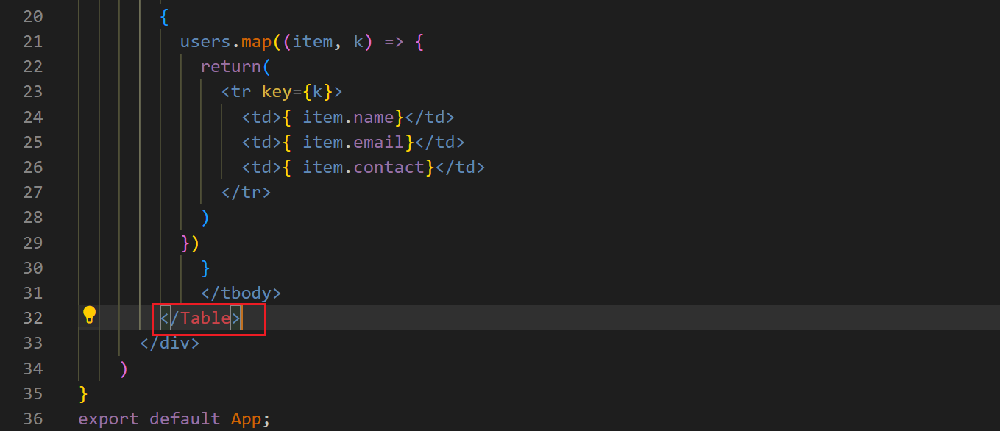 20 {
21 users.map((item, k) => {
22 return(
23 <tr key={k}>
24 <td>{ item.name}</td>
25 <td>{ item.email}</td>
26 <td>{ item.contact}</td>
27 </tr>
28 )
29 })
30 }
31 </tbody>
32 </Table>
33 </div>
34 )
35 }
36 export default App;